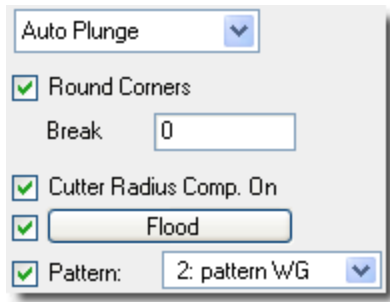 Auto Plunge
Round Corners
Break 0
Cutter Radius Comp. On
Flood
Pattern: 2: pattern WG